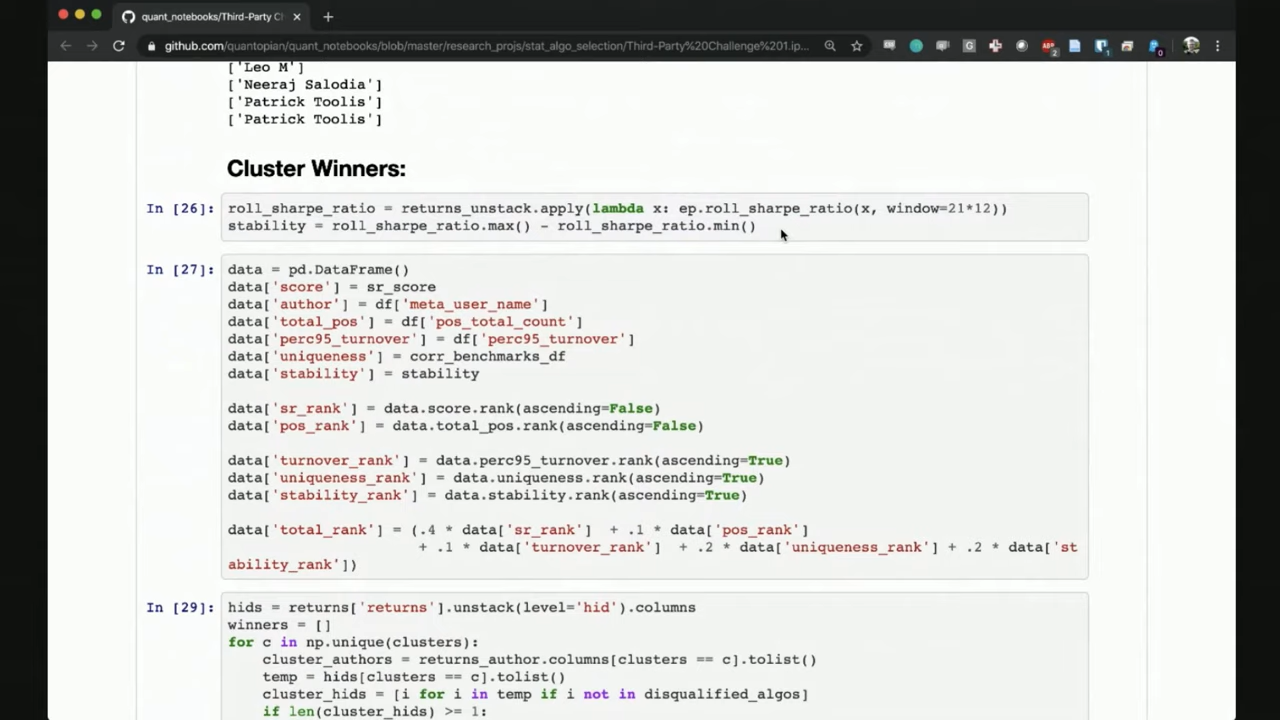 quant_notebooks/Third-Party Cl
github.com/quantopian/quant_notebooks/blob/master/research_projs/stat_algo_selection/Third-Party%20Challenge%201.ip...
['Leo M']
['Neeraj Salodia']
['Patrick Toolis']
['Patrick Toolis']
Cluster Winners:
In [26]:
roll_sharpe_ratio = returns_unstack.apply(lambda x: ep.roll_sharpe_ratio(x, window=21*12))
stability = roll_sharpe_ratio.max() - roll_sharpe_ratio.min()
In [27]:
data = pd.DataFrame()
data['score'] = sr_score
data['author'] = df['meta_user_name']
data['total_pos'] = df['pos_total_count']
data['perc95_turnover'] = df['perc95_turnover']
data['uniqueness'] = corr_benchmarks_df
data['stability'] = stability
data['sr_rank'] = data.score.rank(ascending=False)
data['pos_rank'] = data.total_pos.rank(ascending=False)
data['turnover_rank'] = data.perc95_turnover.rank(ascending=True)
data['uniqueness_rank'] = data.uniqueness.rank(ascending=True)
data['stability_rank'] = data.stability.rank(ascending=True)
data['total_rank'] = (.4 * data['sr_rank'] + .1 * data['pos_rank']
+ .1 * data['turnover_rank'] + .2 * data['uniqueness_rank'] + .2 * data['st
ability_rank'])
In [29]:
hids = returns['returns'].unstack(level='hid').columns
winners = []
for c in np.unique(clusters):
cluster_authors = returns_author.columns[clusters == c].tolist()
temp = hids[clusters == c].tolist()
cluster_hids = [i for i in temp if i not in disqualified_algos]
if len(cluster_hids) >= 1: